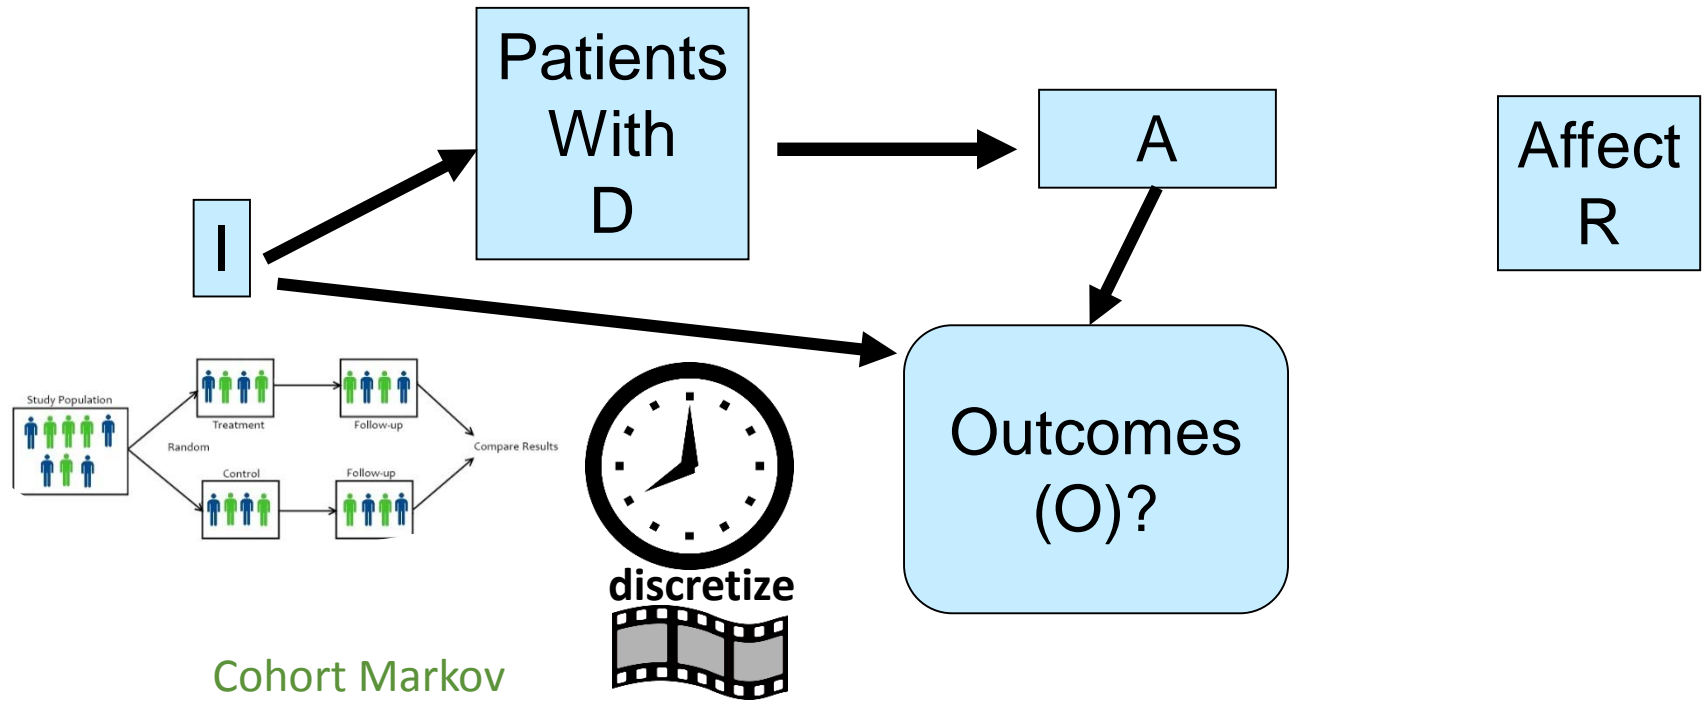 Patients
With
D
A
Affect
R
I
Outcomes
(O)?
Study Population
Treatment
Follow-up
Random
Compare Results
Control
Follow-up
discretize
Cohort Markov